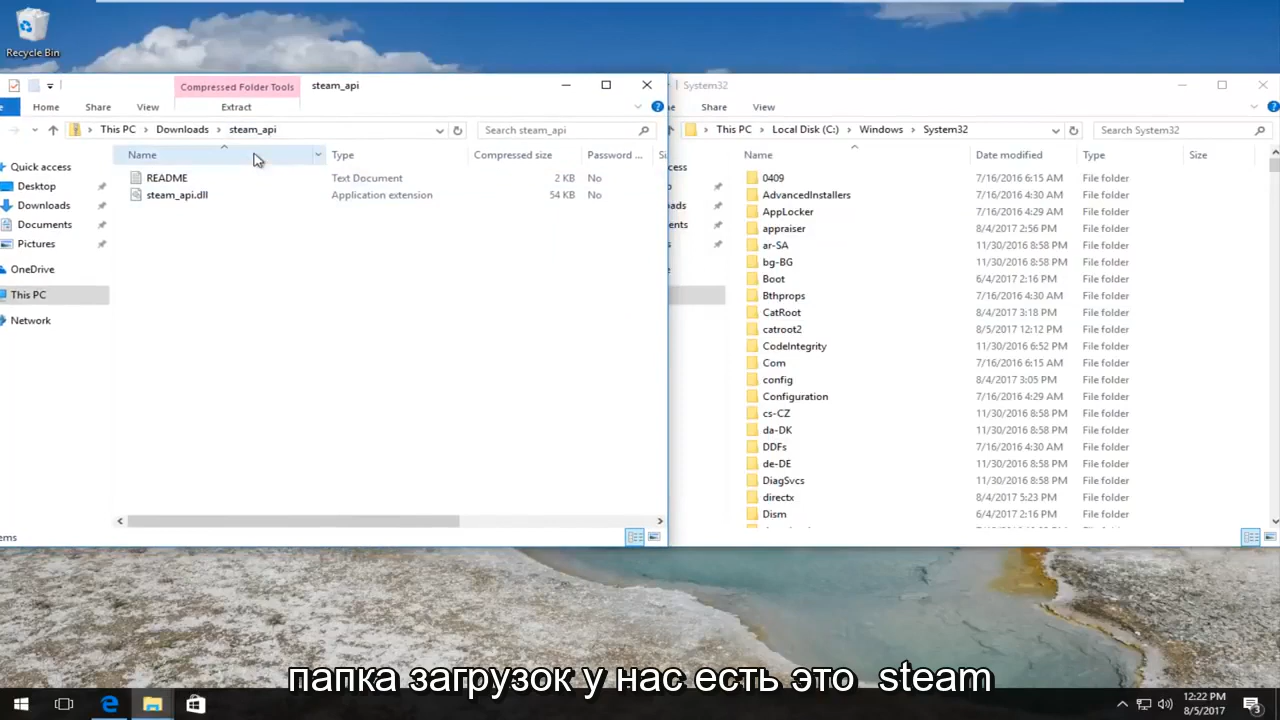 Recycle Bin
Compressed Folder Tools
steam_api
Home
Share
View
Extract
This PC
Downloads
steam_api
Search steam_api
Quick access
Desktop
Downloads
Documents
Pictures
OneDrive
This PC
Network
Name Type Compressed size Password ...
README Text Document 2 KB No
steam_api.dll Application extension 54 KB No
System32
Share
View
This PC
Local Disk (C:)
Windows
System32
Search System32
Name Date modified Type Size
0409 7/16/2016 6:15 AM File folder
AdvancedInstallers 7/16/2016 4:30 AM File folder
AppLocker 7/16/2016 4:29 AM File folder
appraiser 8/4/2017 2:56 PM File folder
ar-SA 11/30/2016 8:58 PM File folder
bg-BG 11/30/2016 8:58 PM File folder
Boot 6/4/2017 2:16 PM File folder
Bthprops 7/16/2016 4:30 AM File folder
CatRoot 8/4/2017 3:18 PM File folder
catroot2 8/5/2017 12:12 PM File folder
CodeIntegrity 11/30/2016 6:52 PM File folder
Com 7/16/2016 6:15 AM File folder
config 8/4/2017 3:05 PM File folder
Configuration 7/16/2016 4:29 AM File folder
cs-CZ 11/30/2016 8:58 PM File folder
da-DK 11/30/2016 8:58 PM File folder
DDFs 7/16/2016 4:30 AM File folder
de-DE 11/30/2016 8:58 PM File folder
DiagSvcs 11/30/2016 8:58 PM File folder
directx 8/4/2017 5:23 PM File folder
Dism 6/4/2017 2:16 PM File folder
папка загрузок у нас есть это steam
12:22 PM
8/5/2017
3